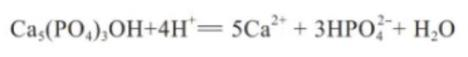 Ca₅(PO₄)₃OH+4H⁺═ 5Ca²⁺ + 3HPO₄²⁻+ H₂O